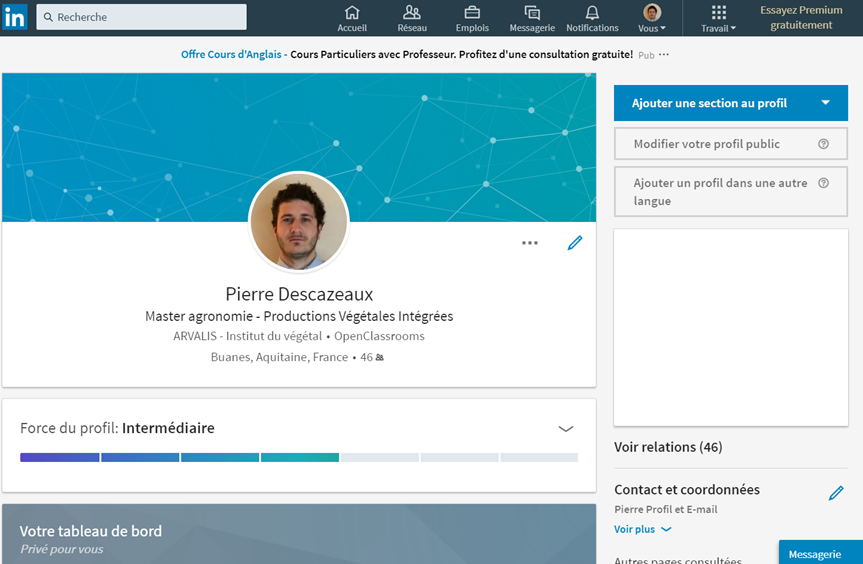 in
Recherche
Accueil
Réseau
Emplois
Messagerie
Notifications
Vous
Travail
Essayez Premium
gratuitement
Offre Cours d'Anglais - Cours Particuliers avec Professeur. Profitez d'une consultation gratuite! Pub ···
Ajouter une section au profil
Modifier votre profil public
Ajouter un profil dans une autre
langue
Pierre Descazeaux
Master agronomie - Productions Végétales Intégrées
ARVALIS - Institut du végétal • OpenClassrooms
Buanes, Aquitaine, France • 46
Force du profil: Intermédiaire
Votre tableau de bord
Privé pour vous
Voir relations (46)
Contact et coordonnées
Pierre Profil et E-mail
Voir plus
Autres pages consultées
Messagerie